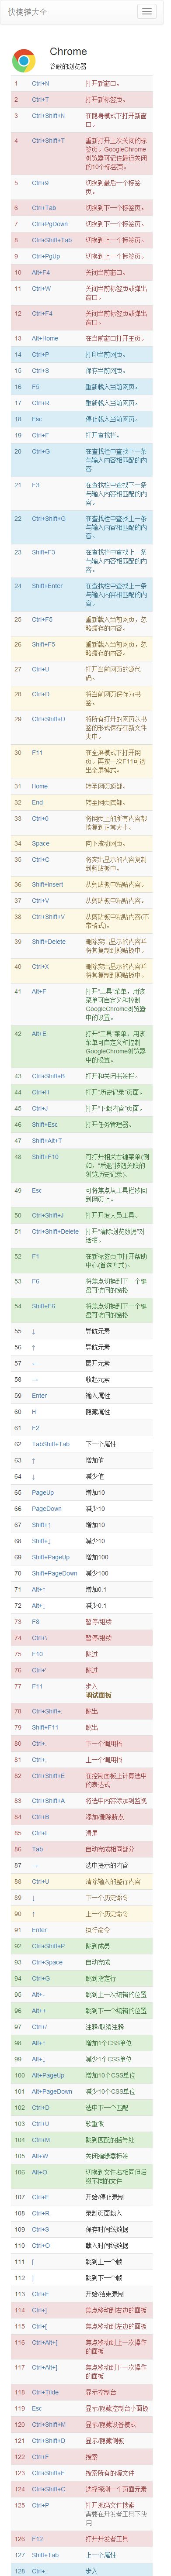 快捷键大全
Chrome
谷歌的浏览器
1 Ctrl+N 打开新窗口。
2 Ctrl+T 打开新标签页。
3 Ctrl+Shift+N 在隐身模式下打开新窗口。
4 Ctrl+Shift+T 重新打开上次关闭的标签页。GoogleChrome浏览器可记住最近关闭的10个标签页。
5 Ctrl+9 切换到最后一个标签页。
6 Ctrl+Tab 切换到下一个标签页。
7 Ctrl+PgDown 切换到下一个标签页。
8 Ctrl+Shift+Tab 切换到上一个标签页。
9 Ctrl+PgUp 切换到上一个标签页。
10 Alt+F4 关闭当前窗口。
11 Ctrl+W 关闭当前标签页或弹出窗口。
12 Ctrl+F4 关闭当前标签页或弹出窗口。
13 Alt+Home 在当前窗口打开主页。
14 Ctrl+P 打印当前网页。
15 Ctrl+S 保存当前网页。
16 F5 重新载入当前网页。
17 Ctrl+R 重新载入当前网页。
18 Esc 停止载入当前网页。
19 Ctrl+F 打开查找栏。
20 Ctrl+G 在查找栏中查找下一条与输入内容相匹配的内容
21 F3 在查找栏中查找下一条与输入内容相匹配的内容。
22 Ctrl+Shift+G 在查找栏中查找上一条与输入内容相匹配的内容。
23 Shift+F3 在查找栏中查找上一条与输入内容相匹配的内容。
24 Shift+Enter 在查找栏中查找上一条与输入内容相匹配的内容。
25 Ctrl+F5 重新载入当前网页，忽略缓存的内容。
26 Shift+F5 重新载入当前网页，忽略缓存的内容。
27 Ctrl+U 打开当前网页的源代码。
28 Ctrl+D 将当前网页保存为书签。
29 Ctrl+Shift+D 将所有打开的网页以书签的形式保存在新文件夹中。
30 F11 在全屏模式下打开网页，再按一次F11可退出全屏模式。
31 Home 转至网页顶部。
32 End 转至网页底部。
33 Ctrl+0 将网页上的所有内容都恢复到正常大小。
34 Space 向下滚动网页。
35 Ctrl+C 将突出显示的内容复制到剪贴板中。
36 Shift+Insert 从剪贴板中粘贴内容。
37 Ctrl+V 从剪贴板中粘贴内容。
38 Ctrl+Shift+V 从剪贴板中粘贴内容(不带格式)。
39 Shift+Delete 删除突出显示的内容并将其复制到剪贴板中。
40 Ctrl+X 删除突出显示的内容并将其复制到剪贴板中。
41 Alt+F 打开“工具”菜单，用该菜单可自定义和控制GoogleChrome浏览器中的设置。
42 Alt+E 打开“工具”菜单，用该菜单可自定义和控制GoogleChrome浏览器中的设置。
43 Ctrl+Shift+B 打开和关闭书签栏。
44 Ctrl+H 打开“历史记录”页面。
45 Ctrl+J 打开“下载内容”页面。
46 Shift+Esc 打开任务管理器。
47 Shift+Alt+T
48 Shift+F10 可打开相关右键菜单(例如，“后退”按钮关联的浏览历史记录)。
49 Esc 可将焦点从工具栏移回到网页上。
50 Ctrl+Shift+J 打开开发人员工具。
51 Ctrl+Shift+Delete 打开“清除浏览数据”对话框。
52 F1 在新标签页中打开帮助中心(首选方式)。
53 F6 将焦点切换到下一个键盘可访问的窗格
54 Shift+F6 将焦点切换到下一个键盘可访问的窗格
55 ↓ 导航元素
56 ↑ 导航元素
57 ← 展开元素
58 → 收起元素
59 Enter 输入属性
60 H 隐藏属性
61 F2
62 TabShift+Tab 下一个属性
63 ↑ 增加值
64 ↓ 减少值
65 PageUp 增加10
66 PageDown 减少10
67 Shift+↑ 增加10
68 Shift+↓ 减少10
69 Shift+PageUp 增加100
70 Shift+PageDown 减少100
71 Alt+↑ 增加0.1
72 Alt+↓ 减少0.1
73 F8 暂停/继续
74 Ctrl+\ 暂停/继续
75 F10 跳过
76 Ctrl+' 跳过
77 F11 步入
调试面板
78 Ctrl+Shift+. 跳出
79 Shift+F11 跳出
80 Ctrl+. 下一个调用栈
81 Ctrl+, 上一个调用栈
82 Ctrl+Shift+E 在控制面板上计算选中的表达式
83 Ctrl+Shift+A 将选中内容添加到监视
84 Ctrl+B 添加/删除断点
85 Ctrl+L 清屏
86 Tab 自动完成相同部分
87 → 选中提示的内容
88 Ctrl+U 清除输入的整行内容
89 ↓ 下一个历史命令
90 ↑ 上一个历史命令
91 Enter 执行命令
92 Ctrl+Shift+P 跳到成员
93 Ctrl+Space 自动完成
94 Ctrl+G 跳到指定行
95 Alt+- 跳到上一次编辑的位置
96 Alt++ 跳到下一个编辑的位置
97 Ctrl+/ 注释/取消注释
98 Alt+↑ 增加1个CSS单位
99 Alt+↓ 减少1个CSS单位
100 Alt+PageUp 增加10个CSS单位
101 Alt+PageDown 减少10个CSS单位
102 Ctrl+D 选中下一个匹配
103 Ctrl+U 软重索
104 Ctrl+M 跳到匹配的括号处
105 Alt+W 关闭编辑器标签
106 Alt+O 切换到文件名相同但后缀不同的文件
107 Ctrl+E 开始/停止录制
108 Ctrl+R 录制页面载入
109 Ctrl+S 保存时间线数据
110 Ctrl+O 载入时间线数据
111 [ 跳到上一个帧
112 ] 跳到下一个帧
113 Ctrl+E 开始/结束录制
114 Ctrl+] 焦点移动到右边的面板
115 Ctrl+[ 焦点移动到左边的面板
116 Ctrl+Alt+[ 焦点移动到上一次操作的面板
117 Ctrl+Alt+] 焦点移动到下一次操作的面板
118 Ctrl+Tilde 显示控制台
119 Esc 显示/隐藏控制台小面板
120 Ctrl+Shift+M 显示/隐藏设备模式
121 Ctrl+Shift+D 显示/隐藏侧板
122 Ctrl+F 搜索
123 Ctrl+Shift+F 搜索所有的源文件
124 Ctrl+Shift+C 选择探测一个页面元素
125 Ctrl+P 打开源码文件搜索
需要在开发者工具下使用
126 F12 打开开发者工具
127 Shift+Tab 上一个属性
128 Ctrl+; 步入